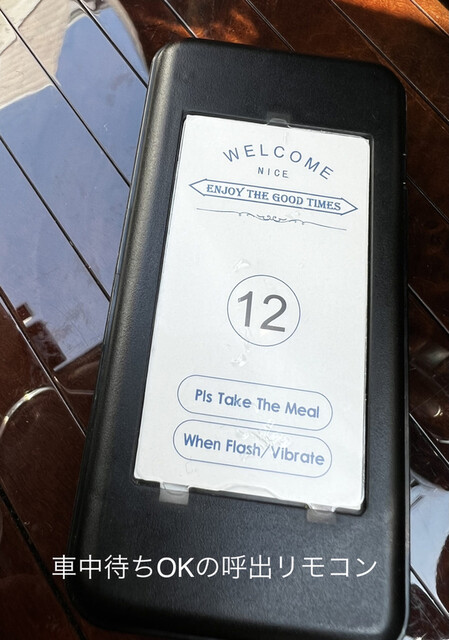 WELCOME
NICE
ENJOY THE GOOD TIMES
12
Pls Take The Meal
When Flash/Vibrate
車中待ちOKの呼出リモコン